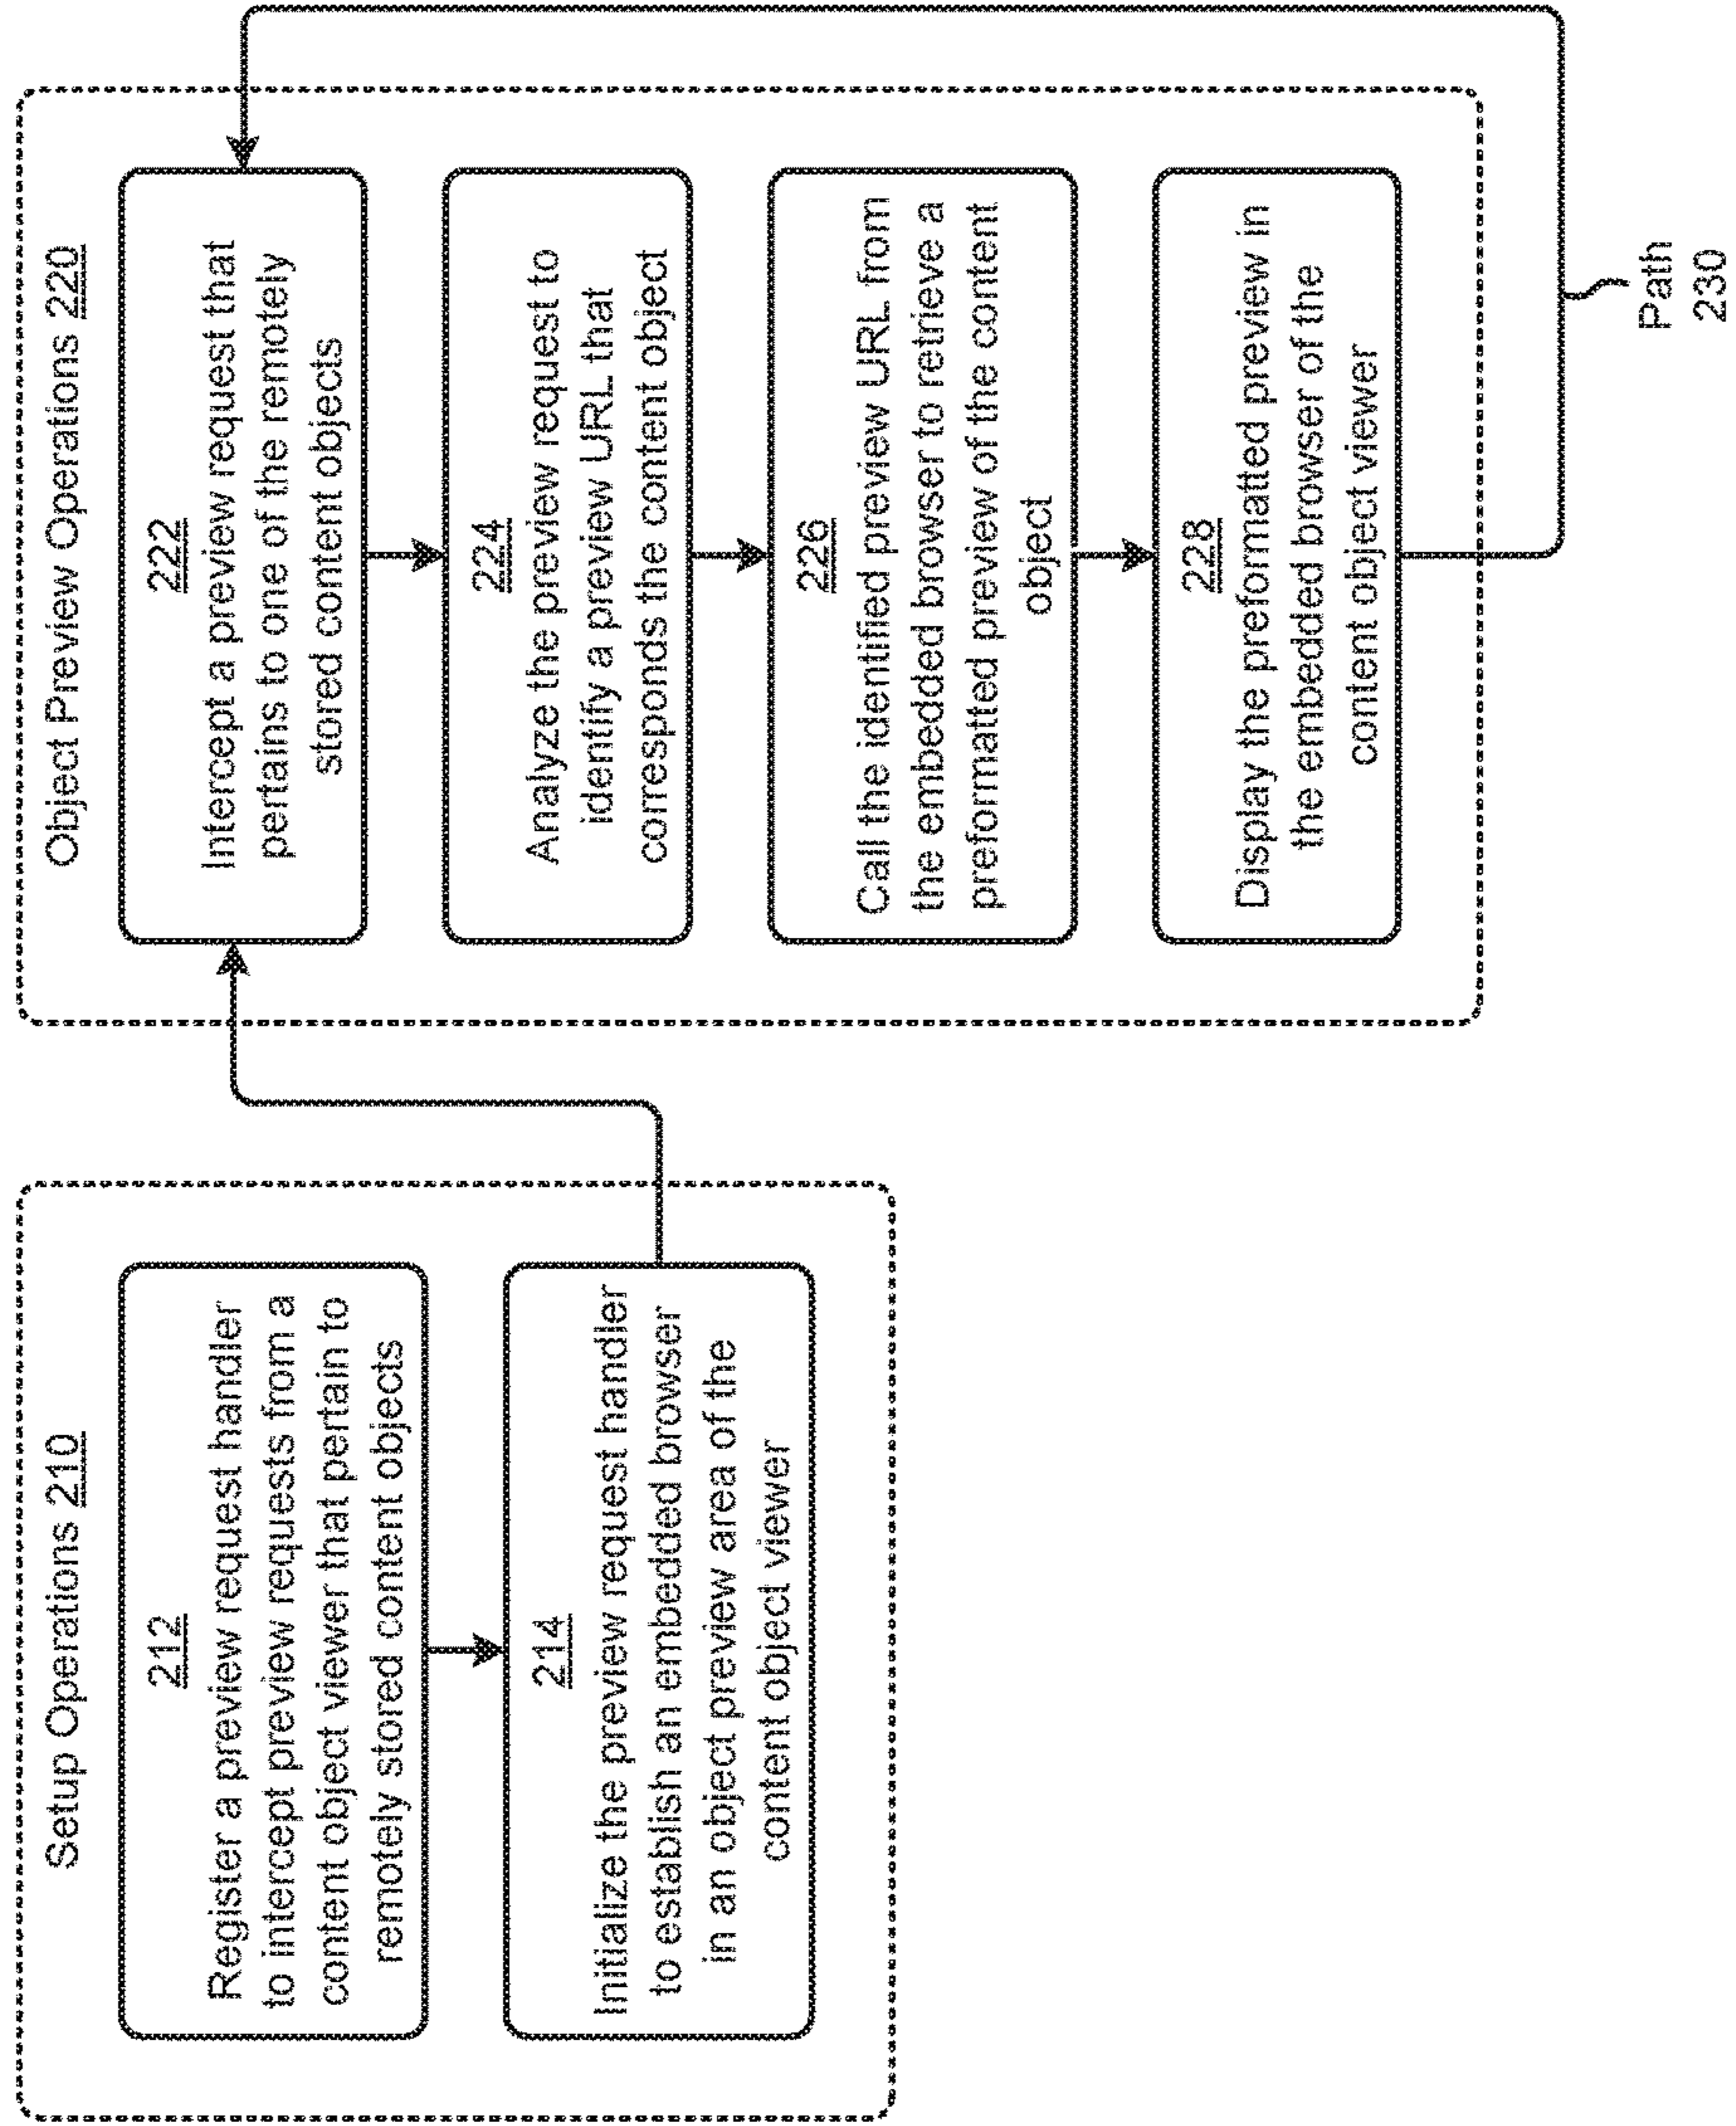 Setup Operations 210
212
Register a preview request handler
to intercept preview requests from a
content object viewer that pertain to
remotely stored content objects
214
Initialize the preview request handler
to establish an embedded browser
in an object preview area of the
content object viewer
Object Preview Operations 220
222
Intercept a preview request that
pertains to one of the remotely
stored content objects
224
Analyze the preview request to
identify a preview URL that
corresponds the content object
226
Call the identified preview URL from
the embedded browser to retrieve a
preformatted preview of the content
object
228
Display the preformatted preview in
the embedded browser of the
content object viewer
Path
230